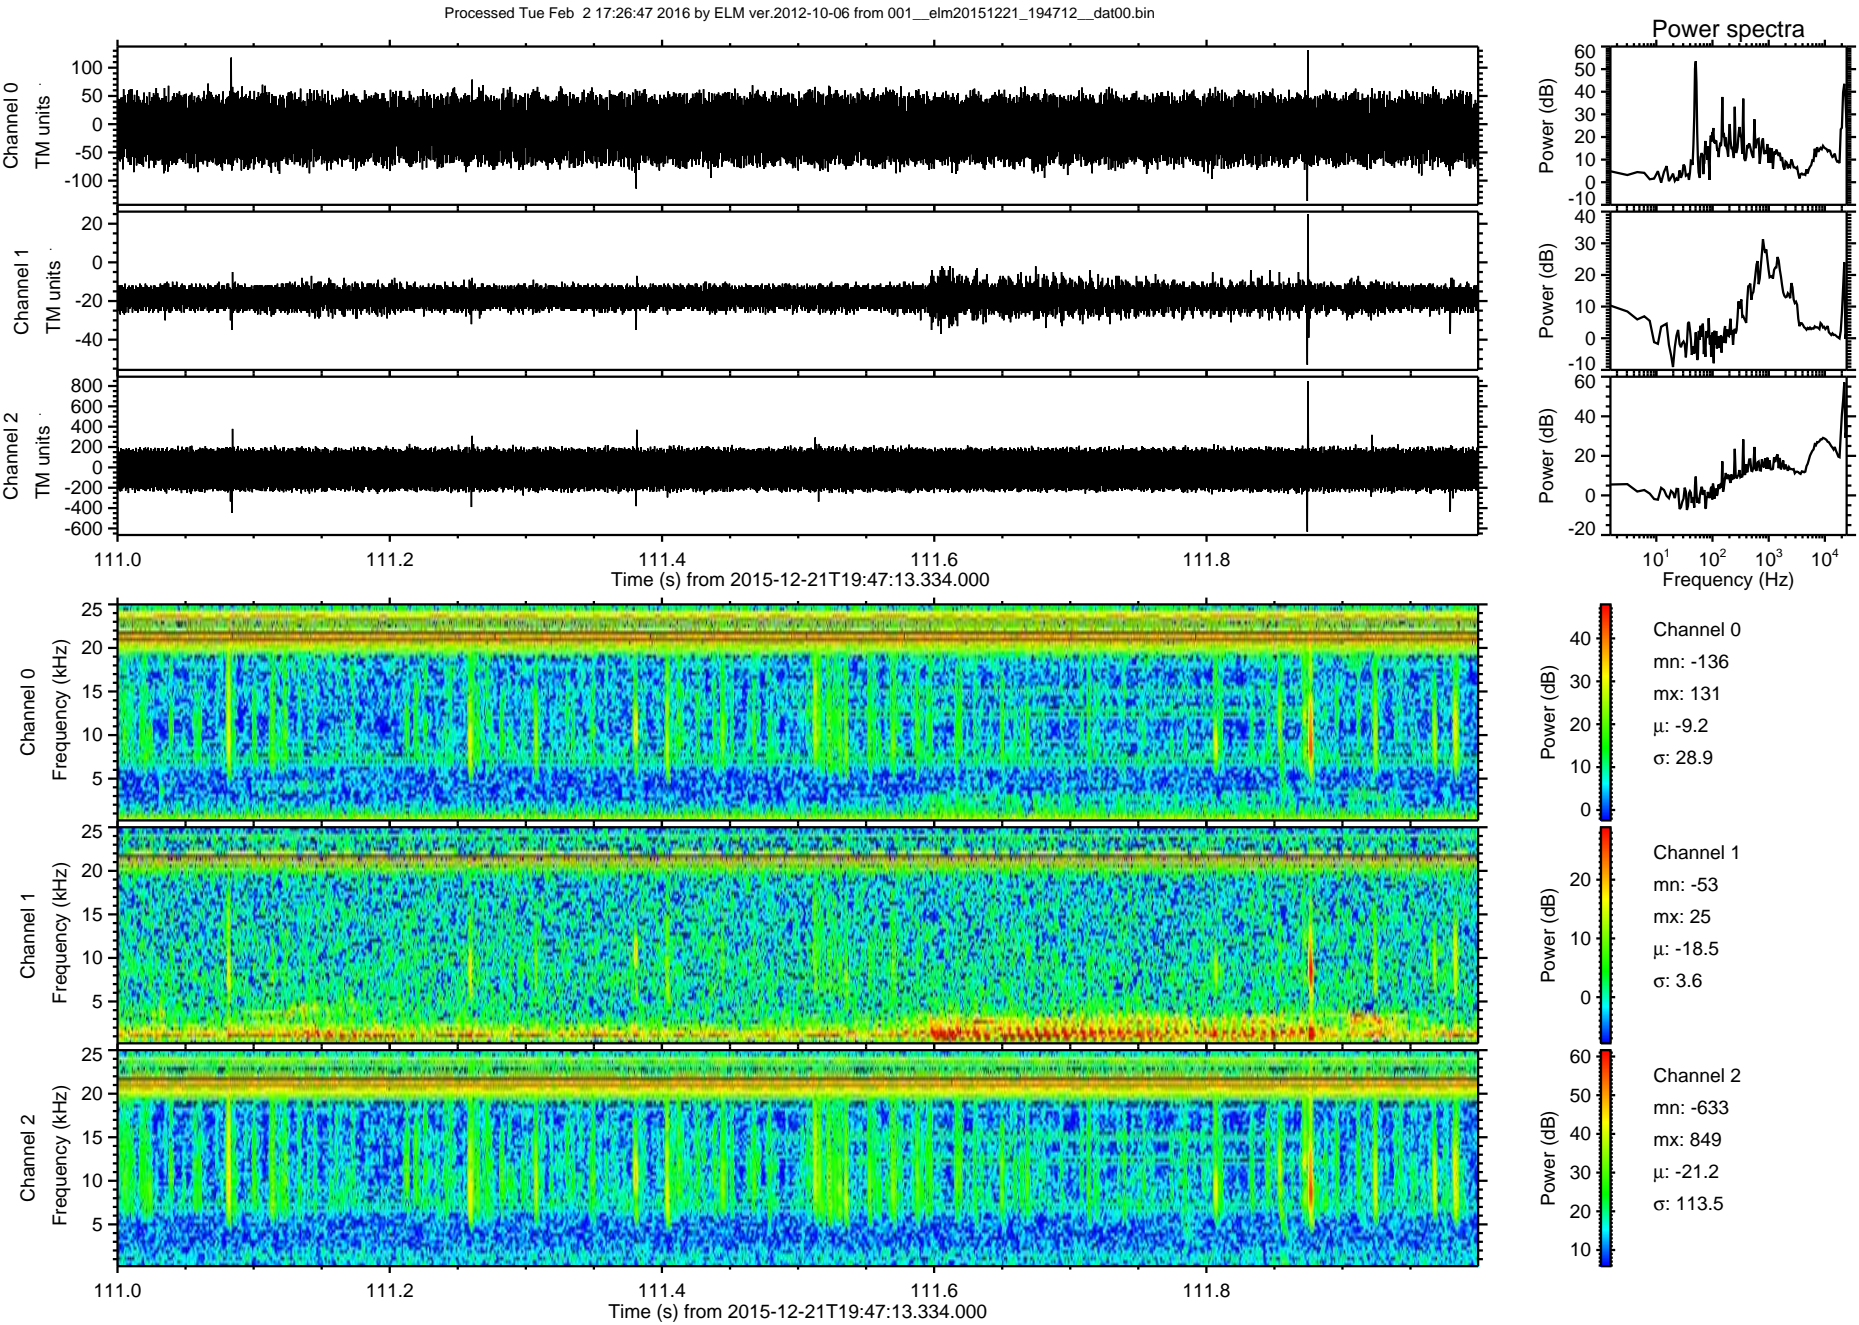 Processed Tue Feb  2 17:26:47 2016 by ELM ver.2012-10-06 from 001__elm20151221_194712__dat00.bin
Power spectra
Channel 0
TM units
100
50
0
-50
-100
Power (dB)
60
50
40
30
20
10
0
-10
Channel 1
TM units
20
0
-20
-40
Power (dB)
40
30
20
10
0
-10
Channel 2
TM units
800
600
400
200
0
-200
-400
-600
Power (dB)
60
40
20
0
-20
111.0 111.2 111.4 111.6 111.8
Time (s) from 2015-12-21T19:47:13.334.000
10¹ 10² 10³ 10⁴
Frequency (Hz)
Channel 0
Frequency (kHz)
25
20
15
10
5
Power (dB)
40
30
20
10
0
Channel 0
mn: -136
mx: 131
μ: -9.2
σ: 28.9
Channel 1
Frequency (kHz)
25
20
15
10
5
Power (dB)
20
10
0
Channel 1
mn: -53
mx: 25
μ: -18.5
σ: 3.6
Channel 2
Frequency (kHz)
25
20
15
10
5
Power (dB)
60
50
40
30
20
10
Channel 2
mn: -633
mx: 849
μ: -21.2
σ: 113.5
111.0 111.2 111.4 111.6 111.8
Time (s) from 2015-12-21T19:47:13.334.000